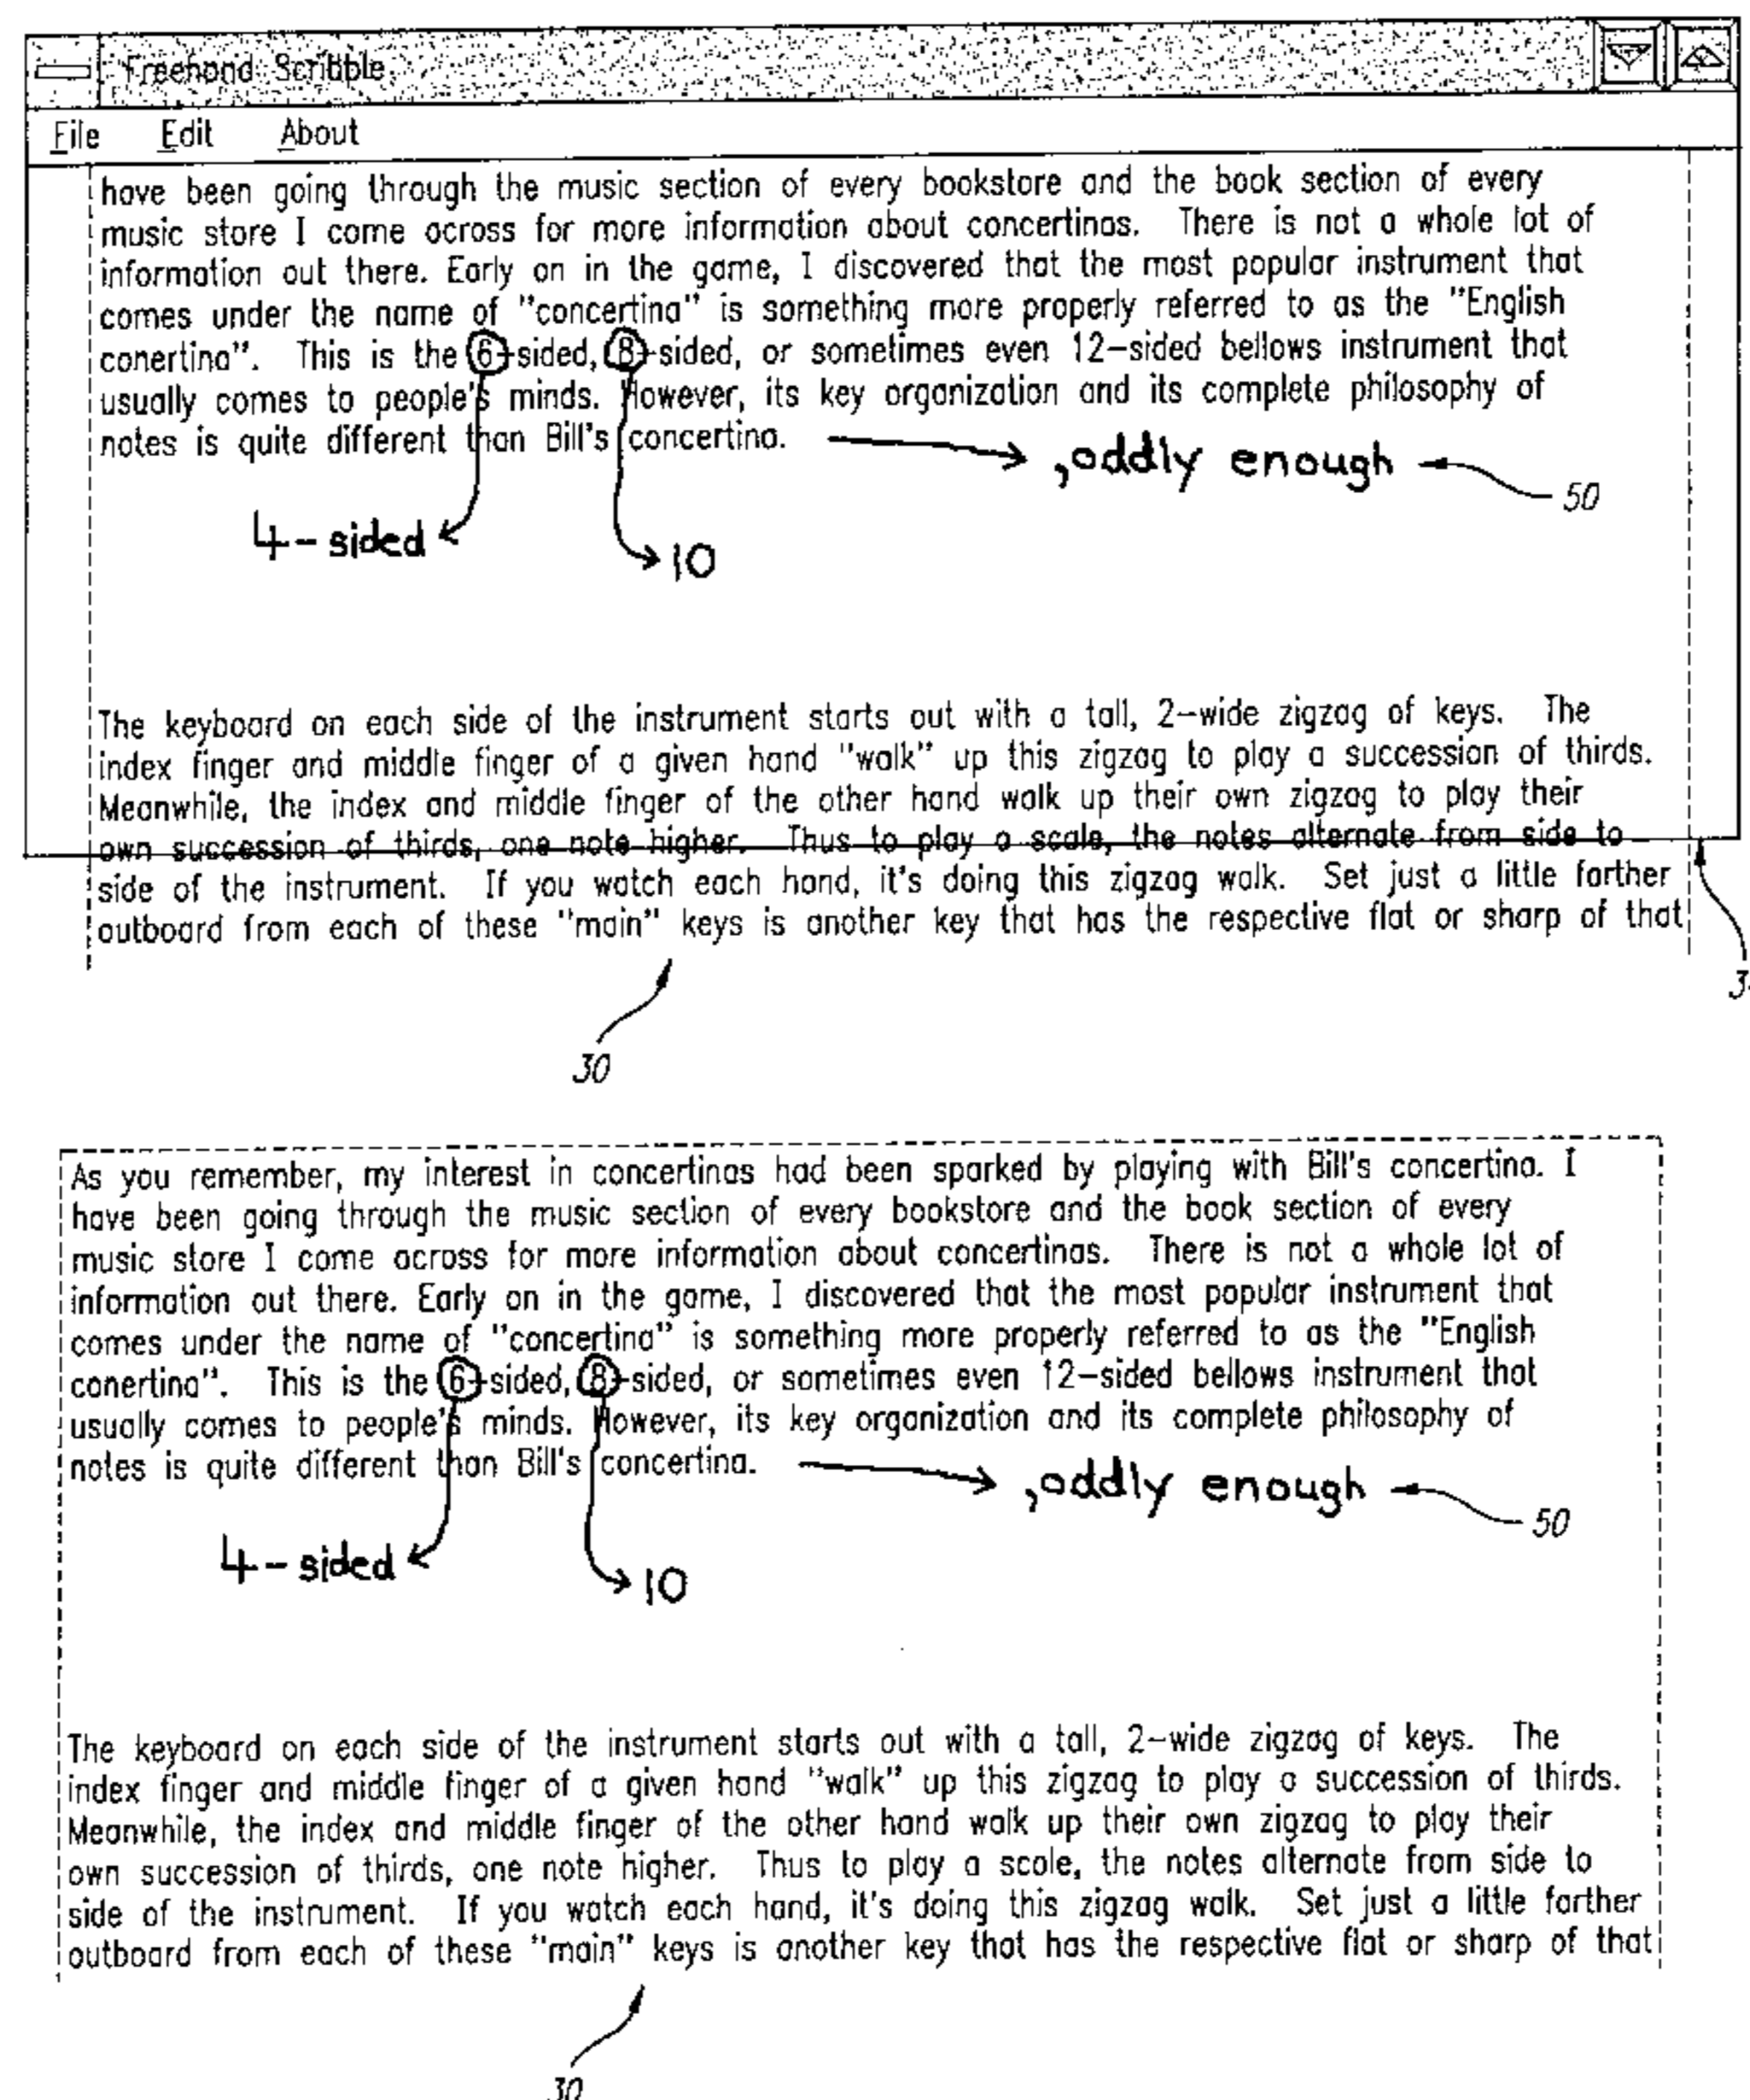 Freehand Scribble
File Edit About
have been going through the music section of every bookstore and the book section of every
music store I come across for more information about concertinas. There is not a whole lot of
information out there. Early on in the game, I discovered that the most popular instrument that
comes under the name of "concertina" is something more properly referred to as the "English
conertina". This is the 6-sided, 8-sided, or sometimes even 12-sided bellows instrument that
usually comes to people's minds. However, its key organization and its complete philosophy of
notes is quite different than Bill's concertina.
,oddly enough
50
4-sided
10
The keyboard on each side of the instrument starts out with a tall, 2-wide zigzag of keys. The
index finger and middle finger of a given hand "walk" up this zigzag to play a succession of thirds.
Meanwhile, the index and middle finger of the other hand walk up their own zigzag to play their
own succession of thirds, one note higher. Thus to play a scale, the notes alternate from side to
side of the instrument. If you watch each hand, it's doing this zigzag walk. Set just a little farther
outboard from each of these "main" keys is another key that has the respective flat or sharp of that
30
As you remember, my interest in concertinas had been sparked by playing with Bill's concertina. I
have been going through the music section of every bookstore and the book section of every
music store I come across for more information about concertinas. There is not a whole lot of
information out there. Early on in the game, I discovered that the most popular instrument that
comes under the name of "concertina" is something more properly referred to as the "English
conertina". This is the 6-sided, 8-sided, or sometimes even 12-sided bellows instrument that
usually comes to people's minds. However, its key organization and its complete philosophy of
notes is quite different than Bill's concertina.
,oddly enough
50
4-sided
10
The keyboard on each side of the instrument starts out with a tall, 2-wide zigzag of keys. The
index finger and middle finger of a given hand "walk" up this zigzag to play a succession of thirds.
Meanwhile, the index and middle finger of the other hand walk up their own zigzag to play their
own succession of thirds, one note higher. Thus to play a scale, the notes alternate from side to
side of the instrument. If you watch each hand, it's doing this zigzag walk. Set just a little farther
outboard from each of these "main" keys is another key that has the respective flat or sharp of that
30